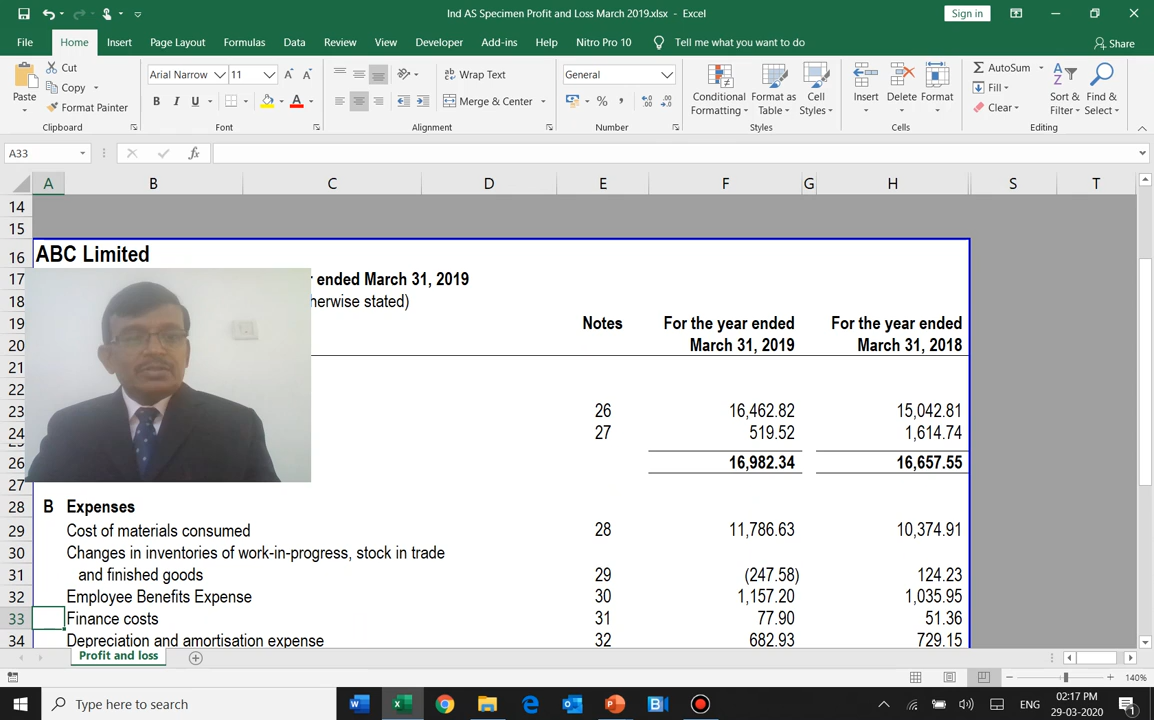 Ind AS Specimen Profit and Loss March 2019.xlsx - Excel
Sign in
File Home Insert Page Layout Formulas Data Review View Developer Add-ins Help Nitro Pro 10 Tell me what you want to do Share
Paste Cut Copy Format Painter Clipboard
Arial Narrow 11 B I U A Font
Wrap Text Merge & Center Alignment
General % , Number
Conditional Formatting Format as Table Cell Styles Styles
Insert Delete Format Cells
AutoSum Fill Clear Sort & Filter Find & Select Editing
A33 fx
A B C D E F G H S T
14
15
16 ABC Limited
17 ended March 31, 2019
18 herwise stated)
19 Notes For the year ended For the year ended
20 March 31, 2019 March 31, 2018
21
22
23 26 16,462.82 15,042.81
24 27 519.52 1,614.74
26 16,982.34 16,657.55
27
28 B Expenses
29 Cost of materials consumed 28 11,786.63 10,374.91
30 Changes in inventories of work-in-progress, stock in trade
31 and finished goods 29 (247.58) 124.23
32 Employee Benefits Expense 30 1,157.20 1,035.95
33 Finance costs 31 77.90 51.36
34 Depreciation and amortisation expense 32 682.93 729.15
Profit and loss
140%
Type here to search
ENG 02:17 PM
29-03-2020